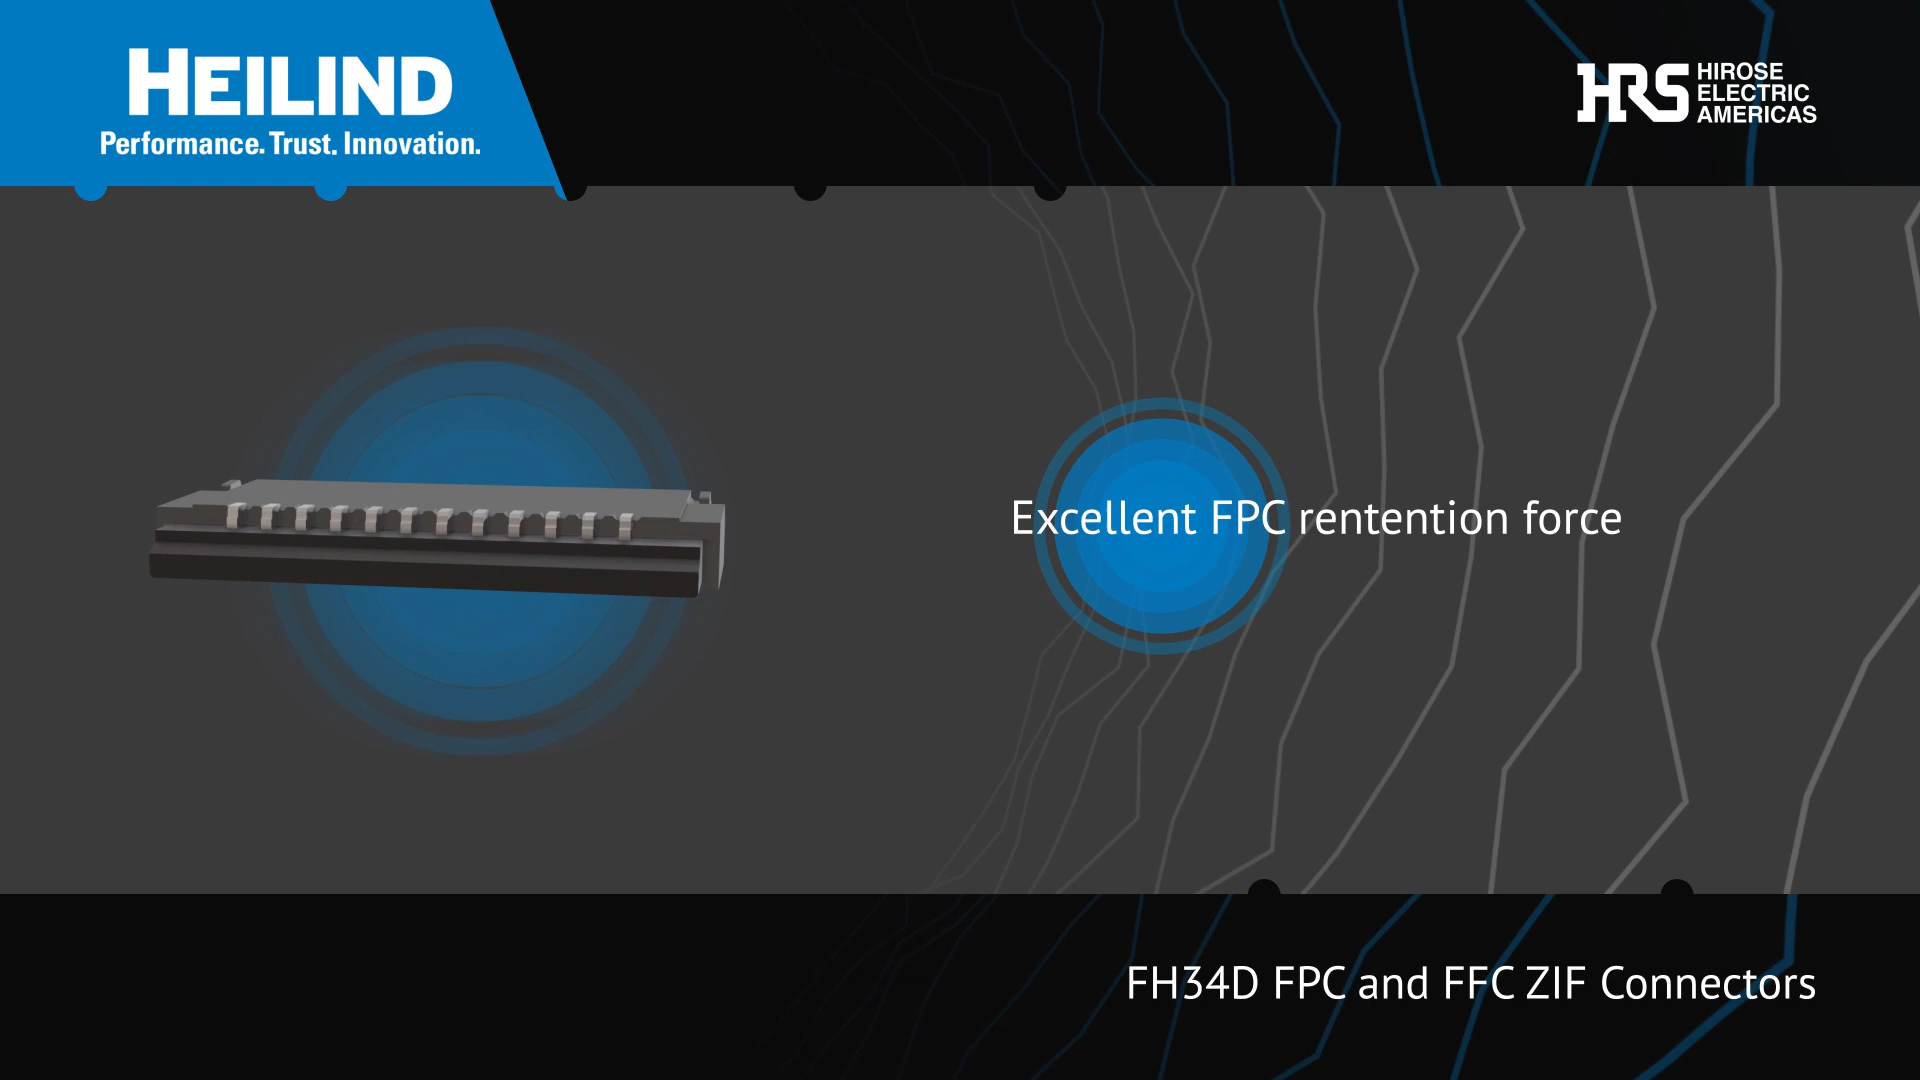 HEILIND
Performance. Trust. Innovation.
HRS
HIROSE
ELECTRIC
AMERICAS
Excellent FPC rentention force
FH34D FPC and FFC ZIF Connectors